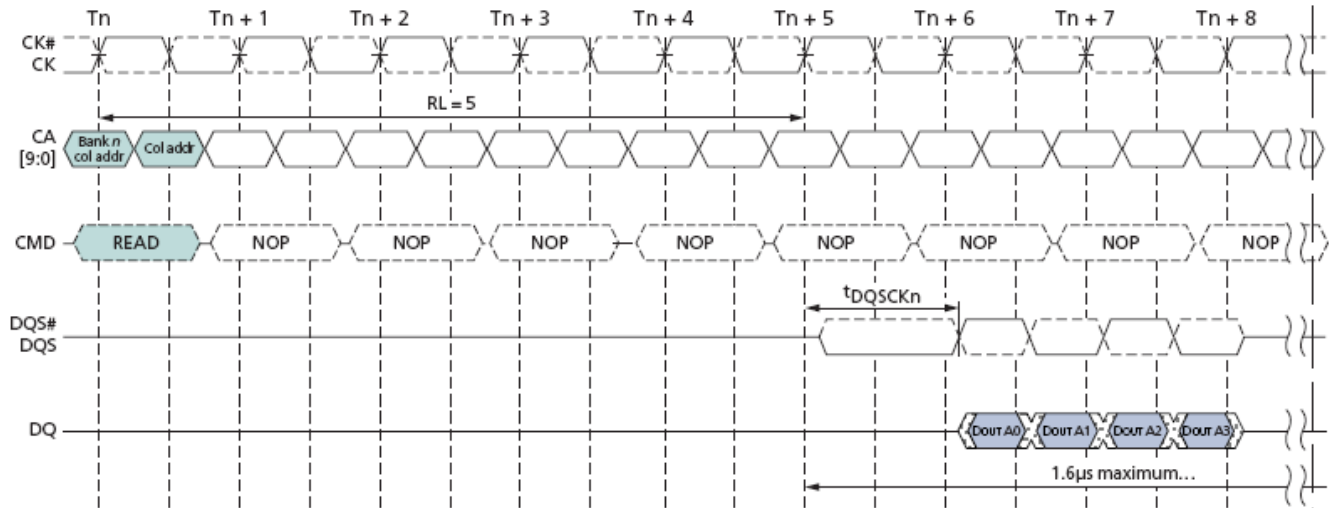 Tn Tn + 1 Tn + 2 Tn + 3 Tn + 4 Tn + 5 Tn + 6 Tn + 7 Tn + 8
CK#
CK
RL = 5
CA
[9:0]
Bank n
col addr
Col addr
CMD READ NOP NOP NOP NOP NOP NOP NOP NOP
tDQSCKn
DQS#
DQS
DQ DOUT A0 DOUT A1 DOUT A2 DOUT A3
1.6µs maximum...